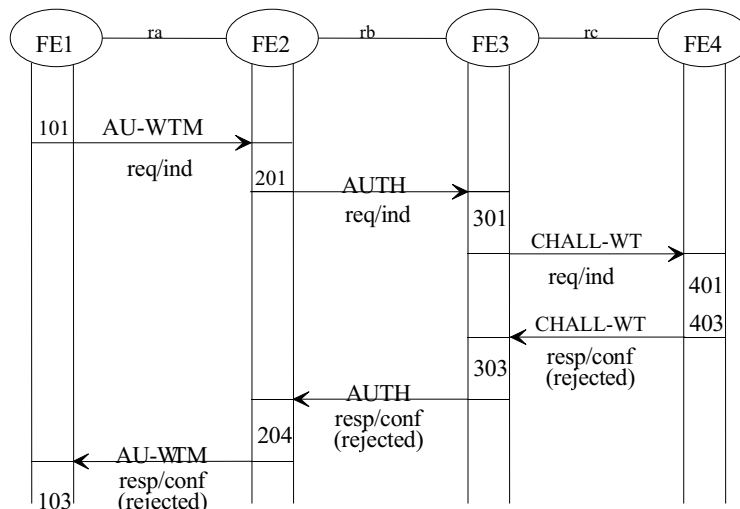 FE1 ra FE2 rb FE3 rc FE4
101 AU-WTM
req/ind
201 AUTH
req/ind
301
CHALL-WT
req/ind
401
403
CHALL-WT
resp/conf
(rejected)
303
AUTH
resp/conf
(rejected)
204
AU-WTM
resp/conf
(rejected)
103